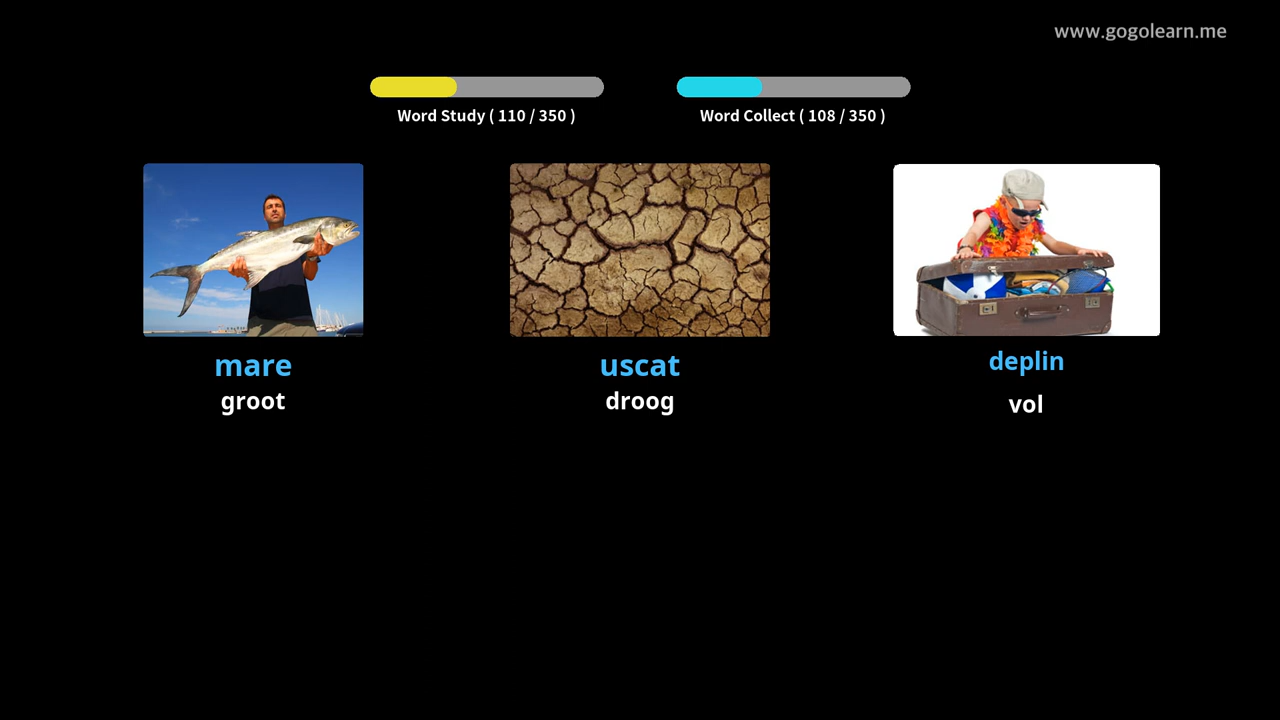 www.gogolearn.me
Word Study ( 110 / 350 )
Word Collect ( 108 / 350 )
mare
groot
uscat
droog
deplin
vol